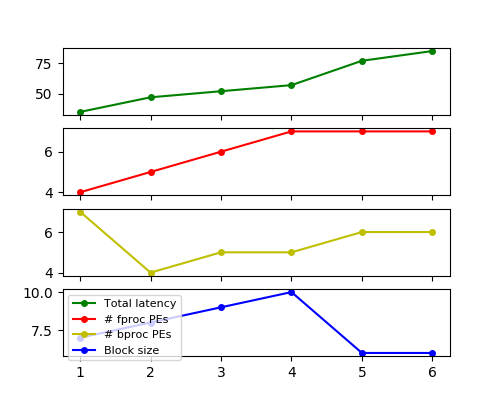 75
50
6
4
6
4
10.0
7.5
Total latency
# fproc PEs
# bproc PEs
Block size
1 2 3 4 5 6